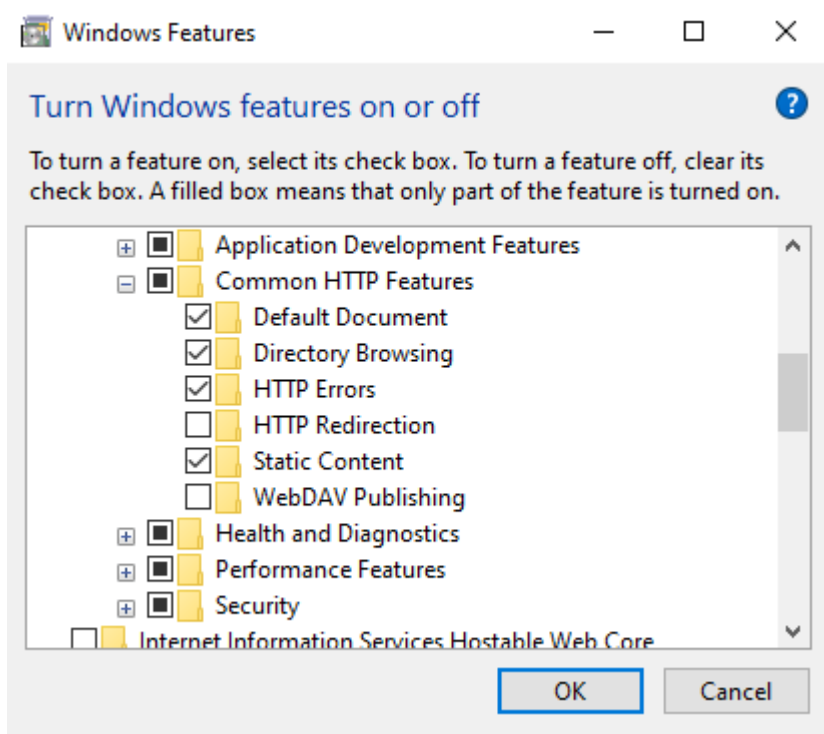 Windows Features
Turn Windows features on or off
?
To turn a feature on, select its check box. To turn a feature off, clear its
check box. A filled box means that only part of the feature is turned on.
Application Development Features
Common HTTP Features
Default Document
Directory Browsing
HTTP Errors
HTTP Redirection
Static Content
WebDAV Publishing
Health and Diagnostics
Performance Features
Security
Internet Information Services Hostable Web Core
OK
Cancel